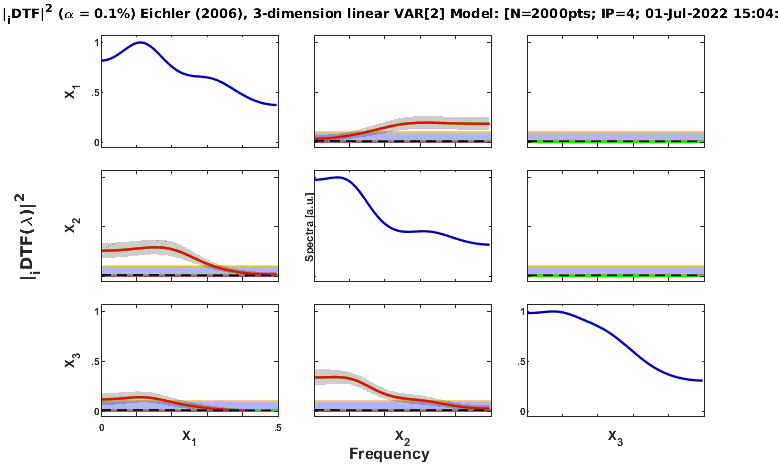 |ᵢDTF|² (α = 0.1%) Eichler (2006), 3-dimension linear VAR[2] Model: [N=2000pts; IP=4; 01-Jul-2022 15:04:
1
.5
0
X₁
|ᵢDTF(λ)|²
X₂
Spectra [a.u.]
X₃
1
.5
0
1
.5
0
0
.5
X₁
X₂
X₃
Frequency